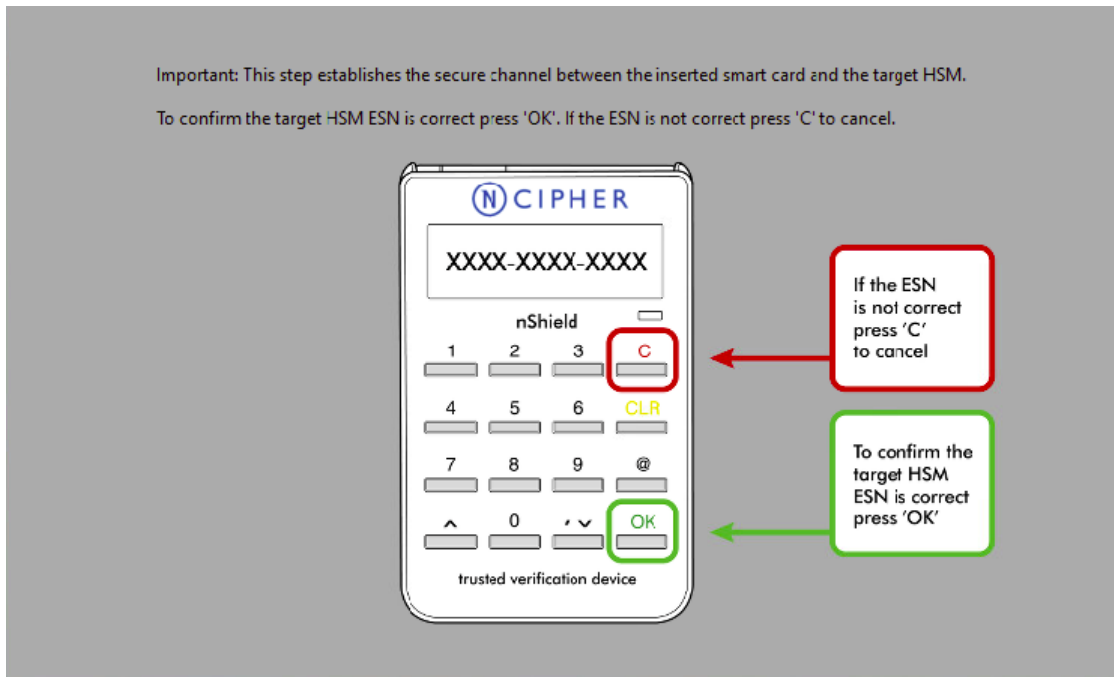 Important: This step establishes the secure channel between the inserted smart card and the target HSM.
To confirm the target HSM ESN is correct press 'OK'. If the ESN is not correct press 'C' to cancel.
N CIPHER
XXXX-XXXX-XXXX
nShield
1 2 3 C
4 5 6 CLR
7 8 9 @
0 OK
trusted verification device
If the ESN
is not correct
press 'C'
to cancel
To confirm the
target HSM
ESN is correct
press 'OK'